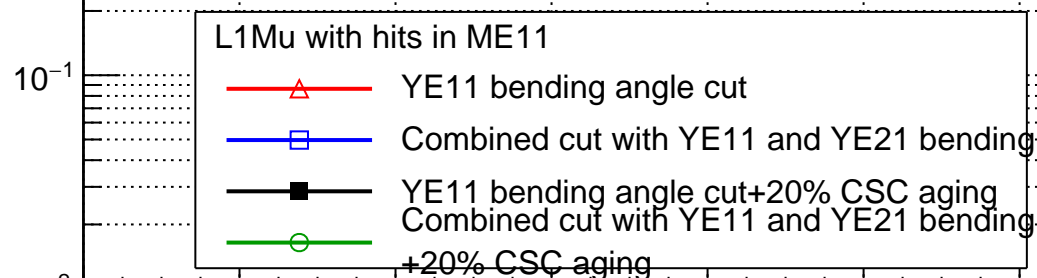 L1Mu with hits in ME11
10⁻¹
YE11 bending angle cut
Combined cut with YE11 and YE21 bending
YE11 bending angle cut+20% CSC aging
Combined cut with YE11 and YE21 bending
+20% CSC aging